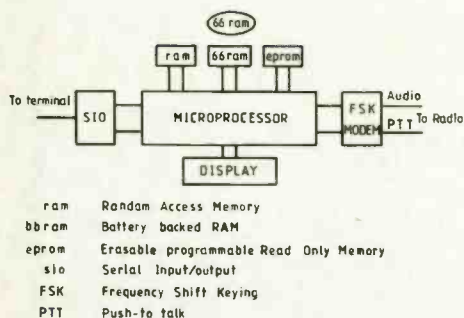 66 ram
ram 66ram eprom
To terminal SIO MICROPROCESSOR FSK MODEM Audio PTT To Radio
DISPLAY
ram Randam Access Memory
bbram Battery backed RAM
eprom Erasable programmable Read Only Memory
sio Serial Input/output
FSK Frequency Shift Keying
PTT Push-to talk